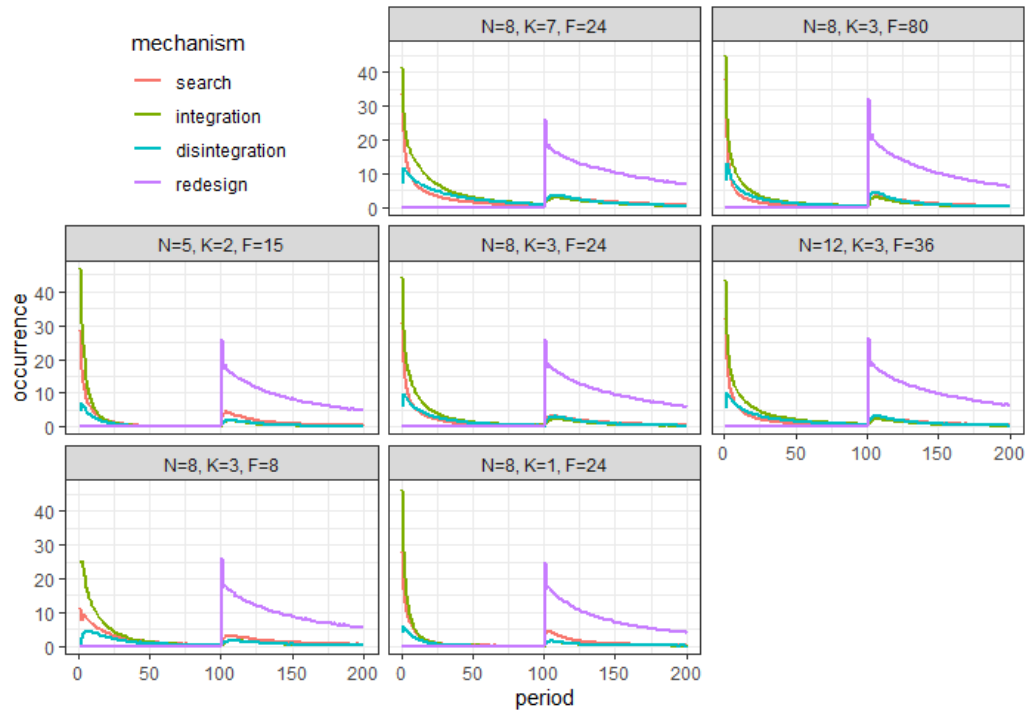 mechanism
search
integration
disintegration
redesign
N=8, K=7, F=24
N=8, K=3, F=80
40
30
20
10
0
N=5, K=2, F=15
N=8, K=3, F=24
N=12, K=3, F=36
occurrence
40
30
20
10
0
0 50 100 150 200
N=8, K=3, F=8
N=8, K=1, F=24
40
30
20
10
0
0 50 100 150 200
0 50 100 150 200
period